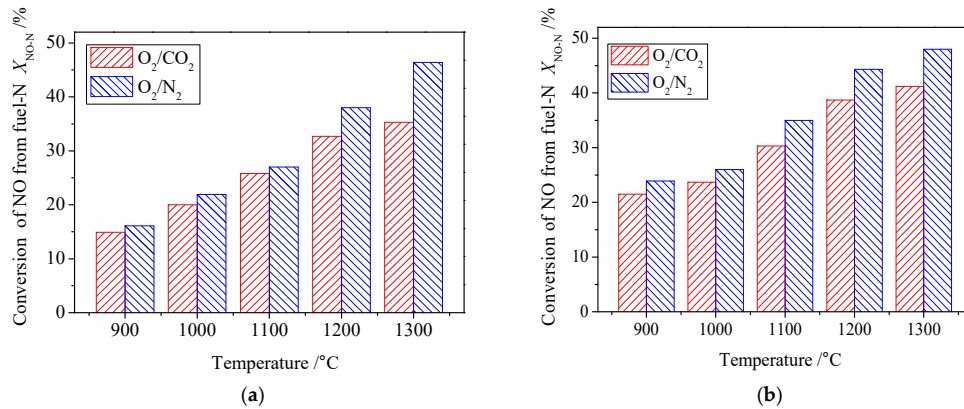 Conversion of NO from fuel-N X_NO-N /%
50
40
30
20
10
0
O₂/CO₂
O₂/N₂
900 1000 1100 1200 1300
Temperature /°C
(a)
Conversion of NO from fuel-N X_NO-N /%
50
40
30
20
10
0
O₂/CO₂
O₂/N₂
900 1000 1100 1200 1300
Temperature /°C
(b)